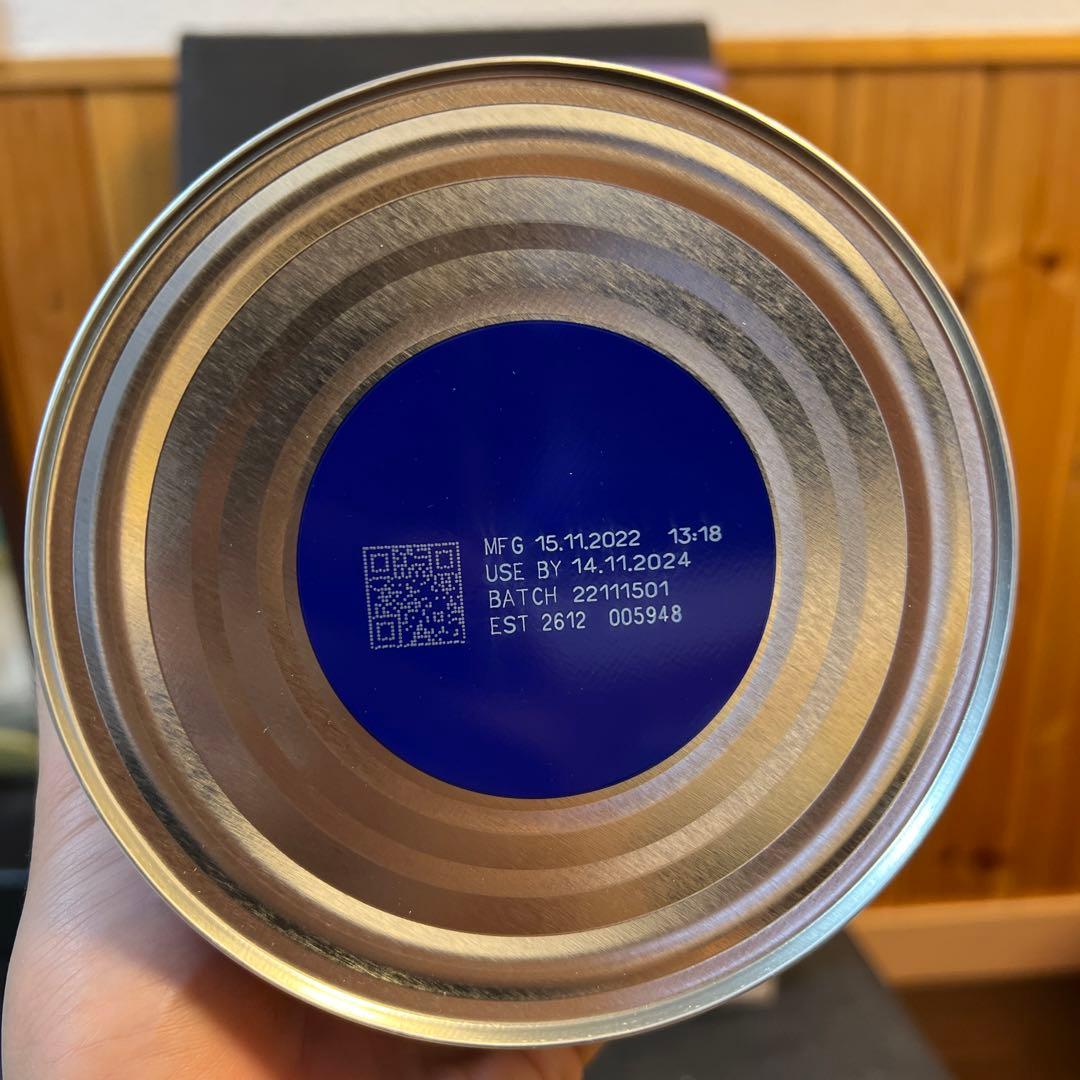 MFG 15.11.2022 13:18
USE BY 14.11.2024
BATCH 22111501
EST 2612 005948